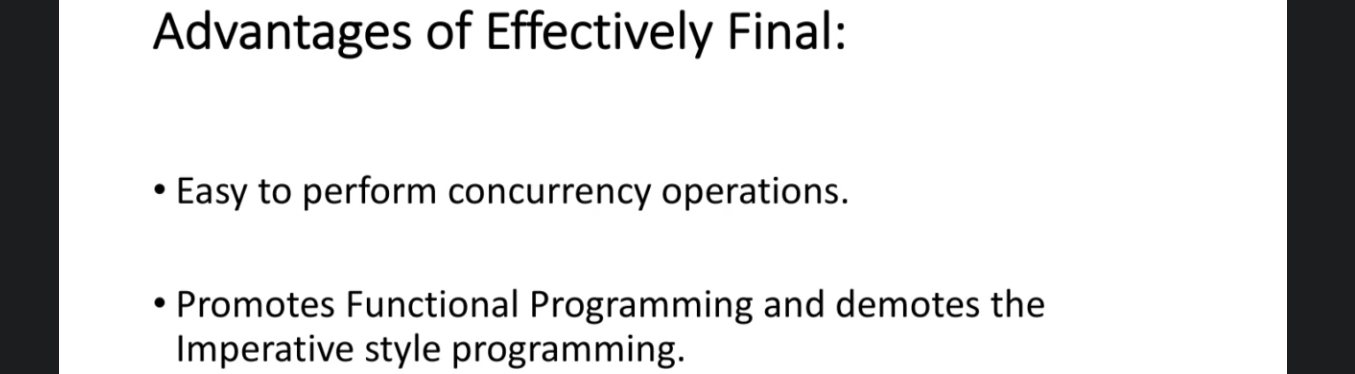 Advantages of Effectively Final:
• Easy to perform concurrency operations.
• Promotes Functional Programming and demotes the
Imperative style programming.